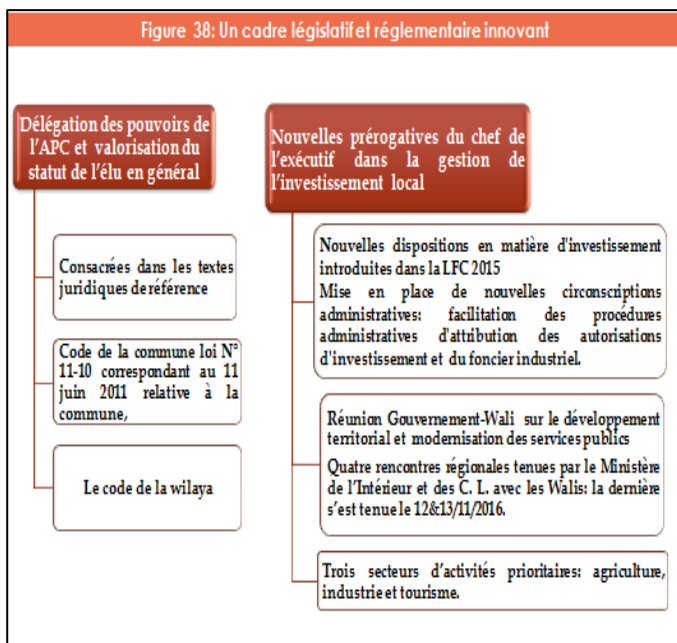 Figure 38: Un cadre législatif et réglementaire innovant
Délégation des pouvoirs de
l'APC et valorisation du
statut de l'élu en général
Consacrées dans les textes
juridiques de référence
Code de la commune loi N°
11-10 correspondant au 11
juin 2011 relative à la
commune,
Le code de la wilaya
Nouvelles prérogatives du chef de
l'exécutif dans la gestion de
l'investissement local
Nouvelles dispositions en matière d'investissement
introduites dans la LFC 2015
Mise en place de nouvelles circonscriptions
administratives: facilitation des procédures
administratives d'attribution des autorisations
d'investissement et du foncier industriel.
Réunion Gouvernement-Wali sur le développement
territorial et modernisation des services publics
Quatre rencontres régionales tenues par le Ministère
de l'Intérieur et des C. L. avec les Walis: la dernière
s'est tenue le 12&13/11/2016.
Trois secteurs d'activités prioritaires: agriculture,
industrie et tourisme.